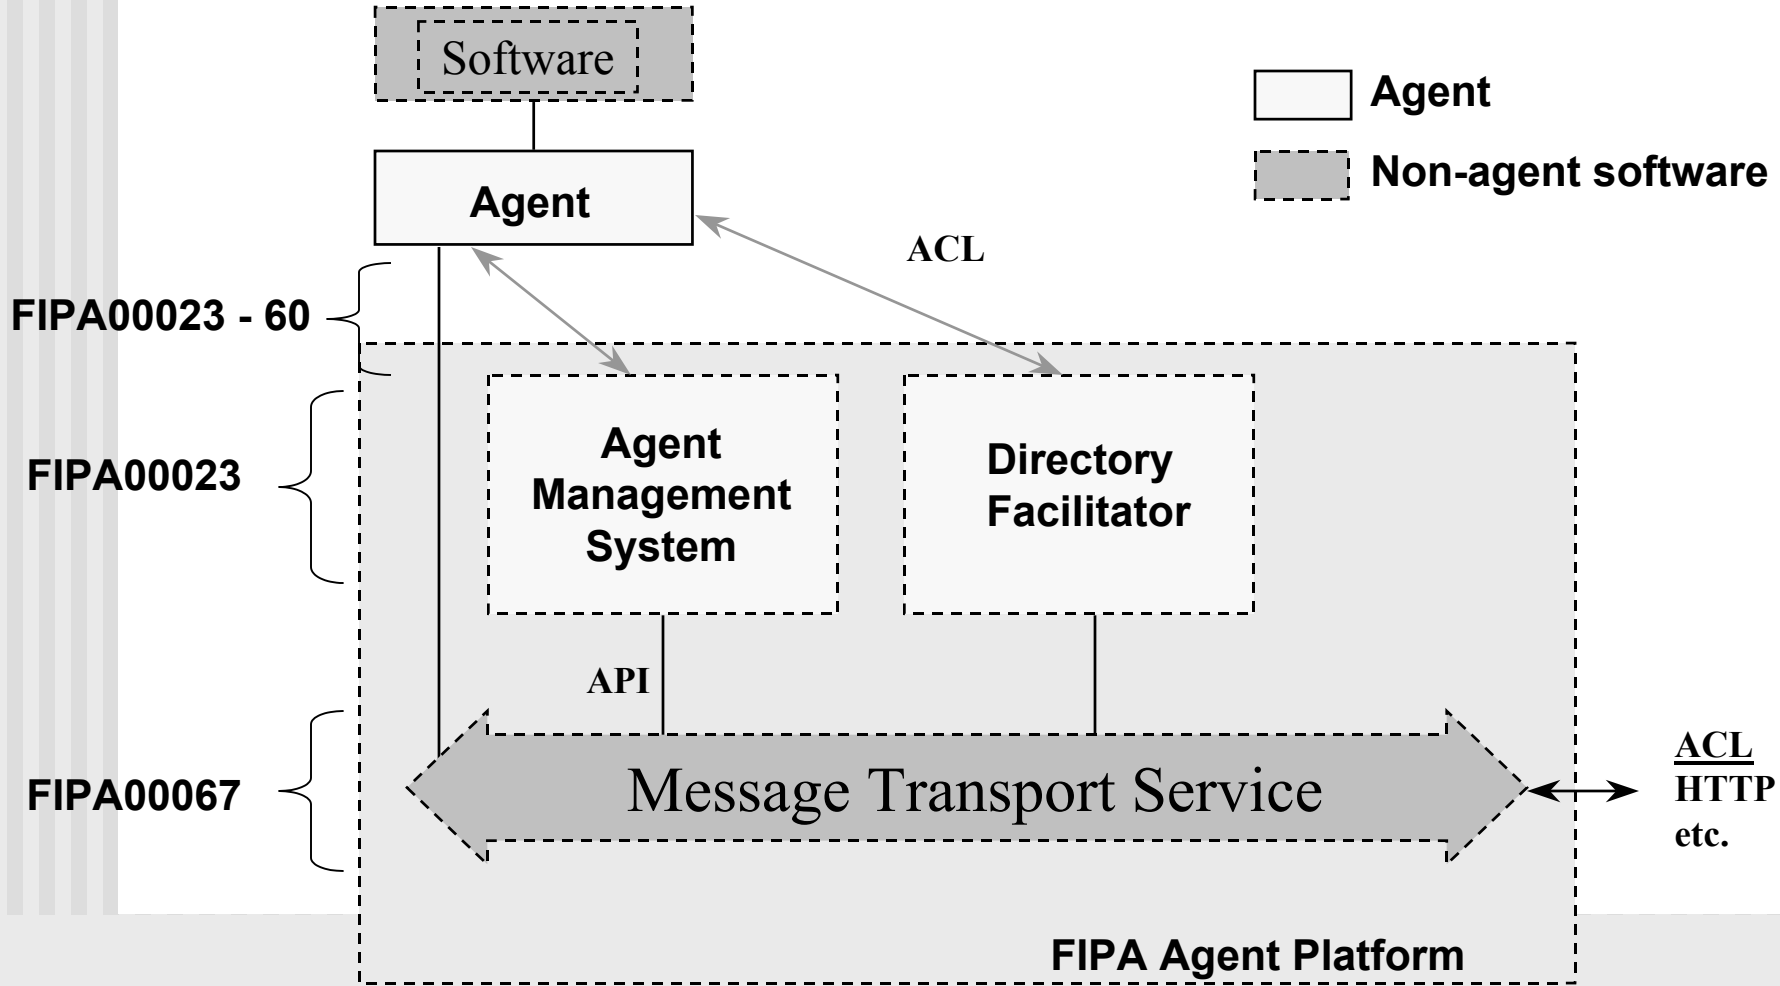 Software
Agent
Non-agent software
Agent
ACL
FIPA00023 - 60
Agent
Management
System
Directory
Facilitator
FIPA00023
API
Message Transport Service
FIPA00067
ACL
HTTP
etc.
FIPA Agent Platform